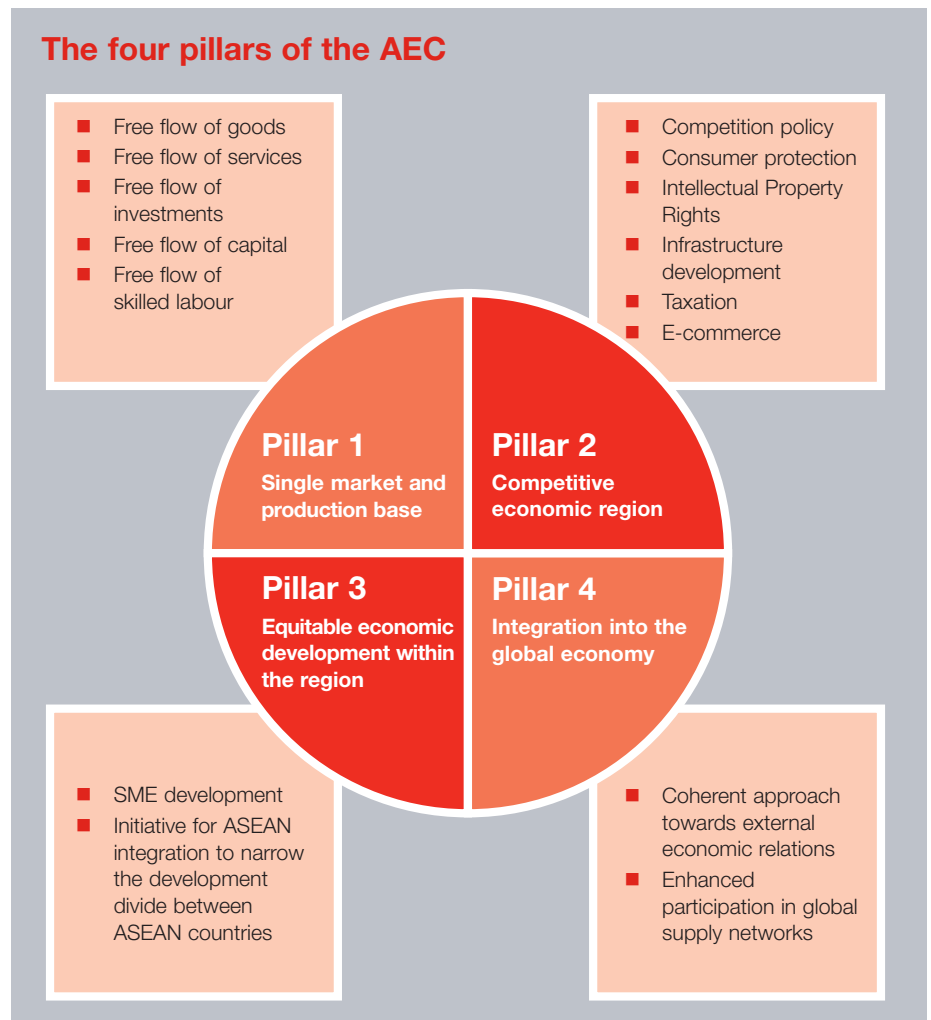 The four pillars of the AEC
Free flow of goods
Free flow of services
Free flow of
investments
Free flow of capital
Free flow of
skilled labour
Competition policy
Consumer protection
Intellectual Property
Rights
Infrastructure
development
Taxation
E-commerce
Pillar 1
Single market and
production base
Pillar 2
Competitive
economic region
Pillar 3
Equitable economic
development within
the region
Pillar 4
Integration into the
global economy
SME development
Initiative for ASEAN
integration to narrow
the development
divide between
ASEAN countries
Coherent approach
towards external
economic relations
Enhanced
participation in global
supply networks